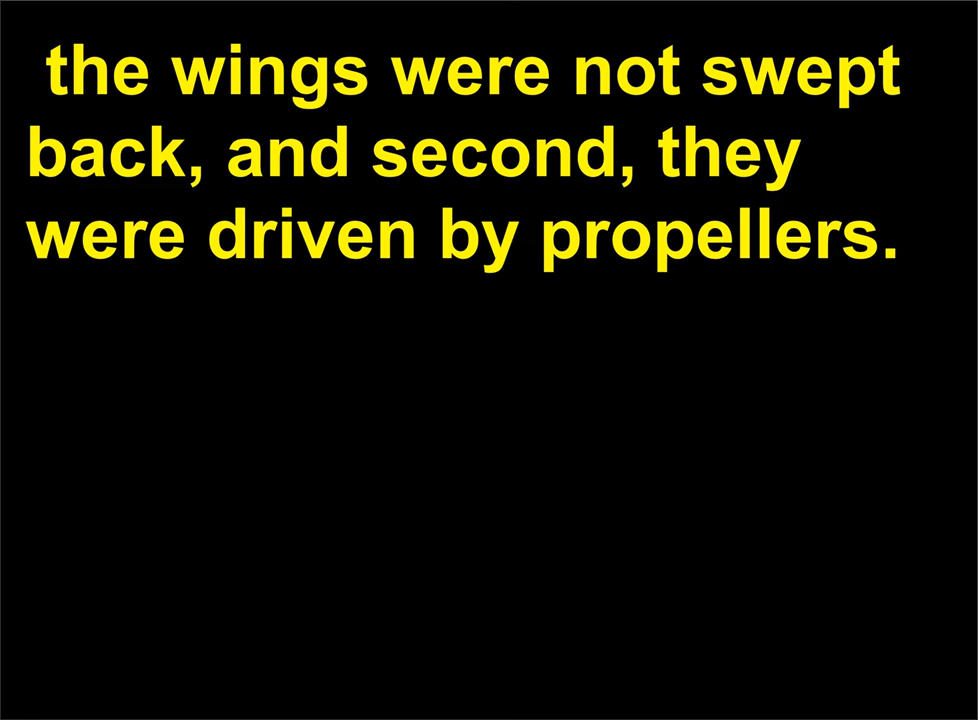 the wings were not swept
back, and second, they
were driven by propellers.